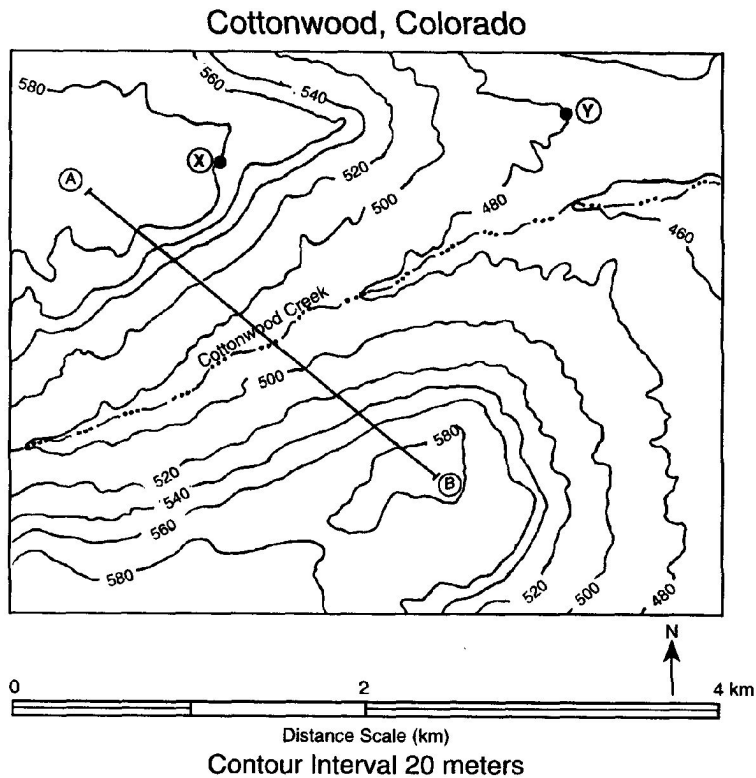 Cottonwood, Colorado
580
560
540
Y
X
A
520
500
480
460
Cottonwood Creek
500
580
B
520
540
560
580
520
500
480
N
0 2 4 km
Distance Scale (km)
Contour Interval 20 meters